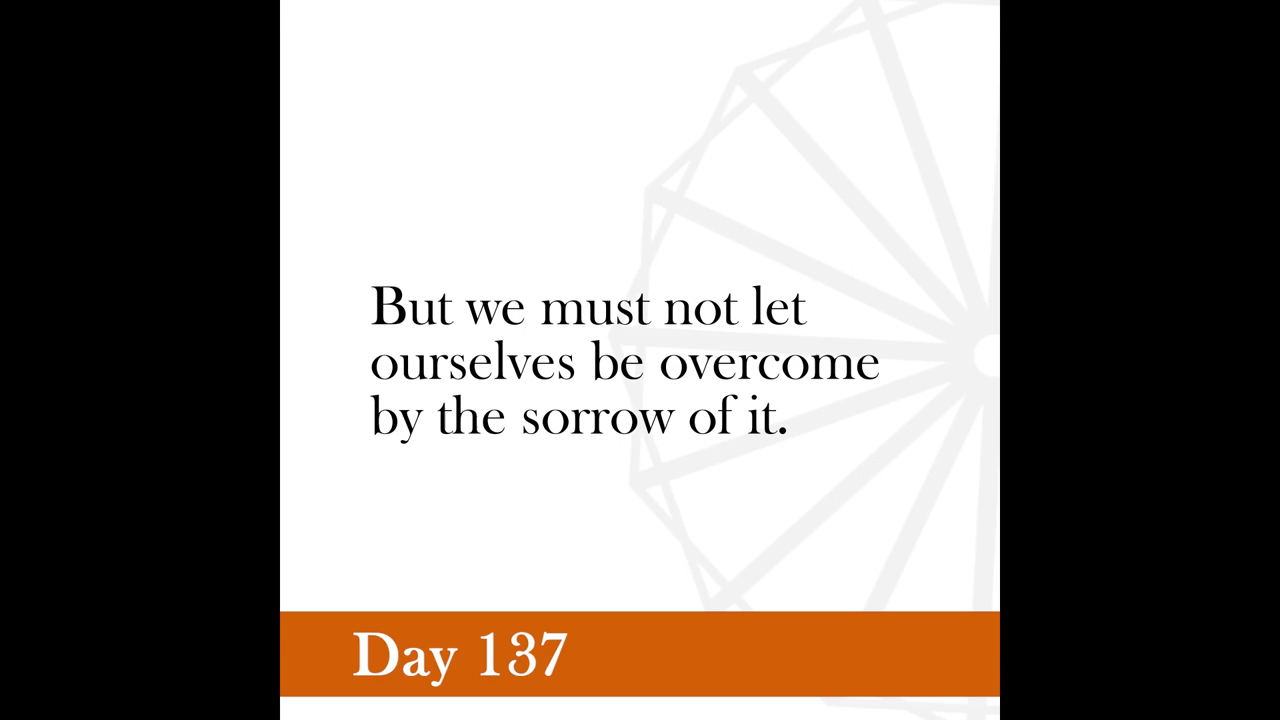 But we must not let
ourselves be overcome
by the sorrow of it.
Day 137